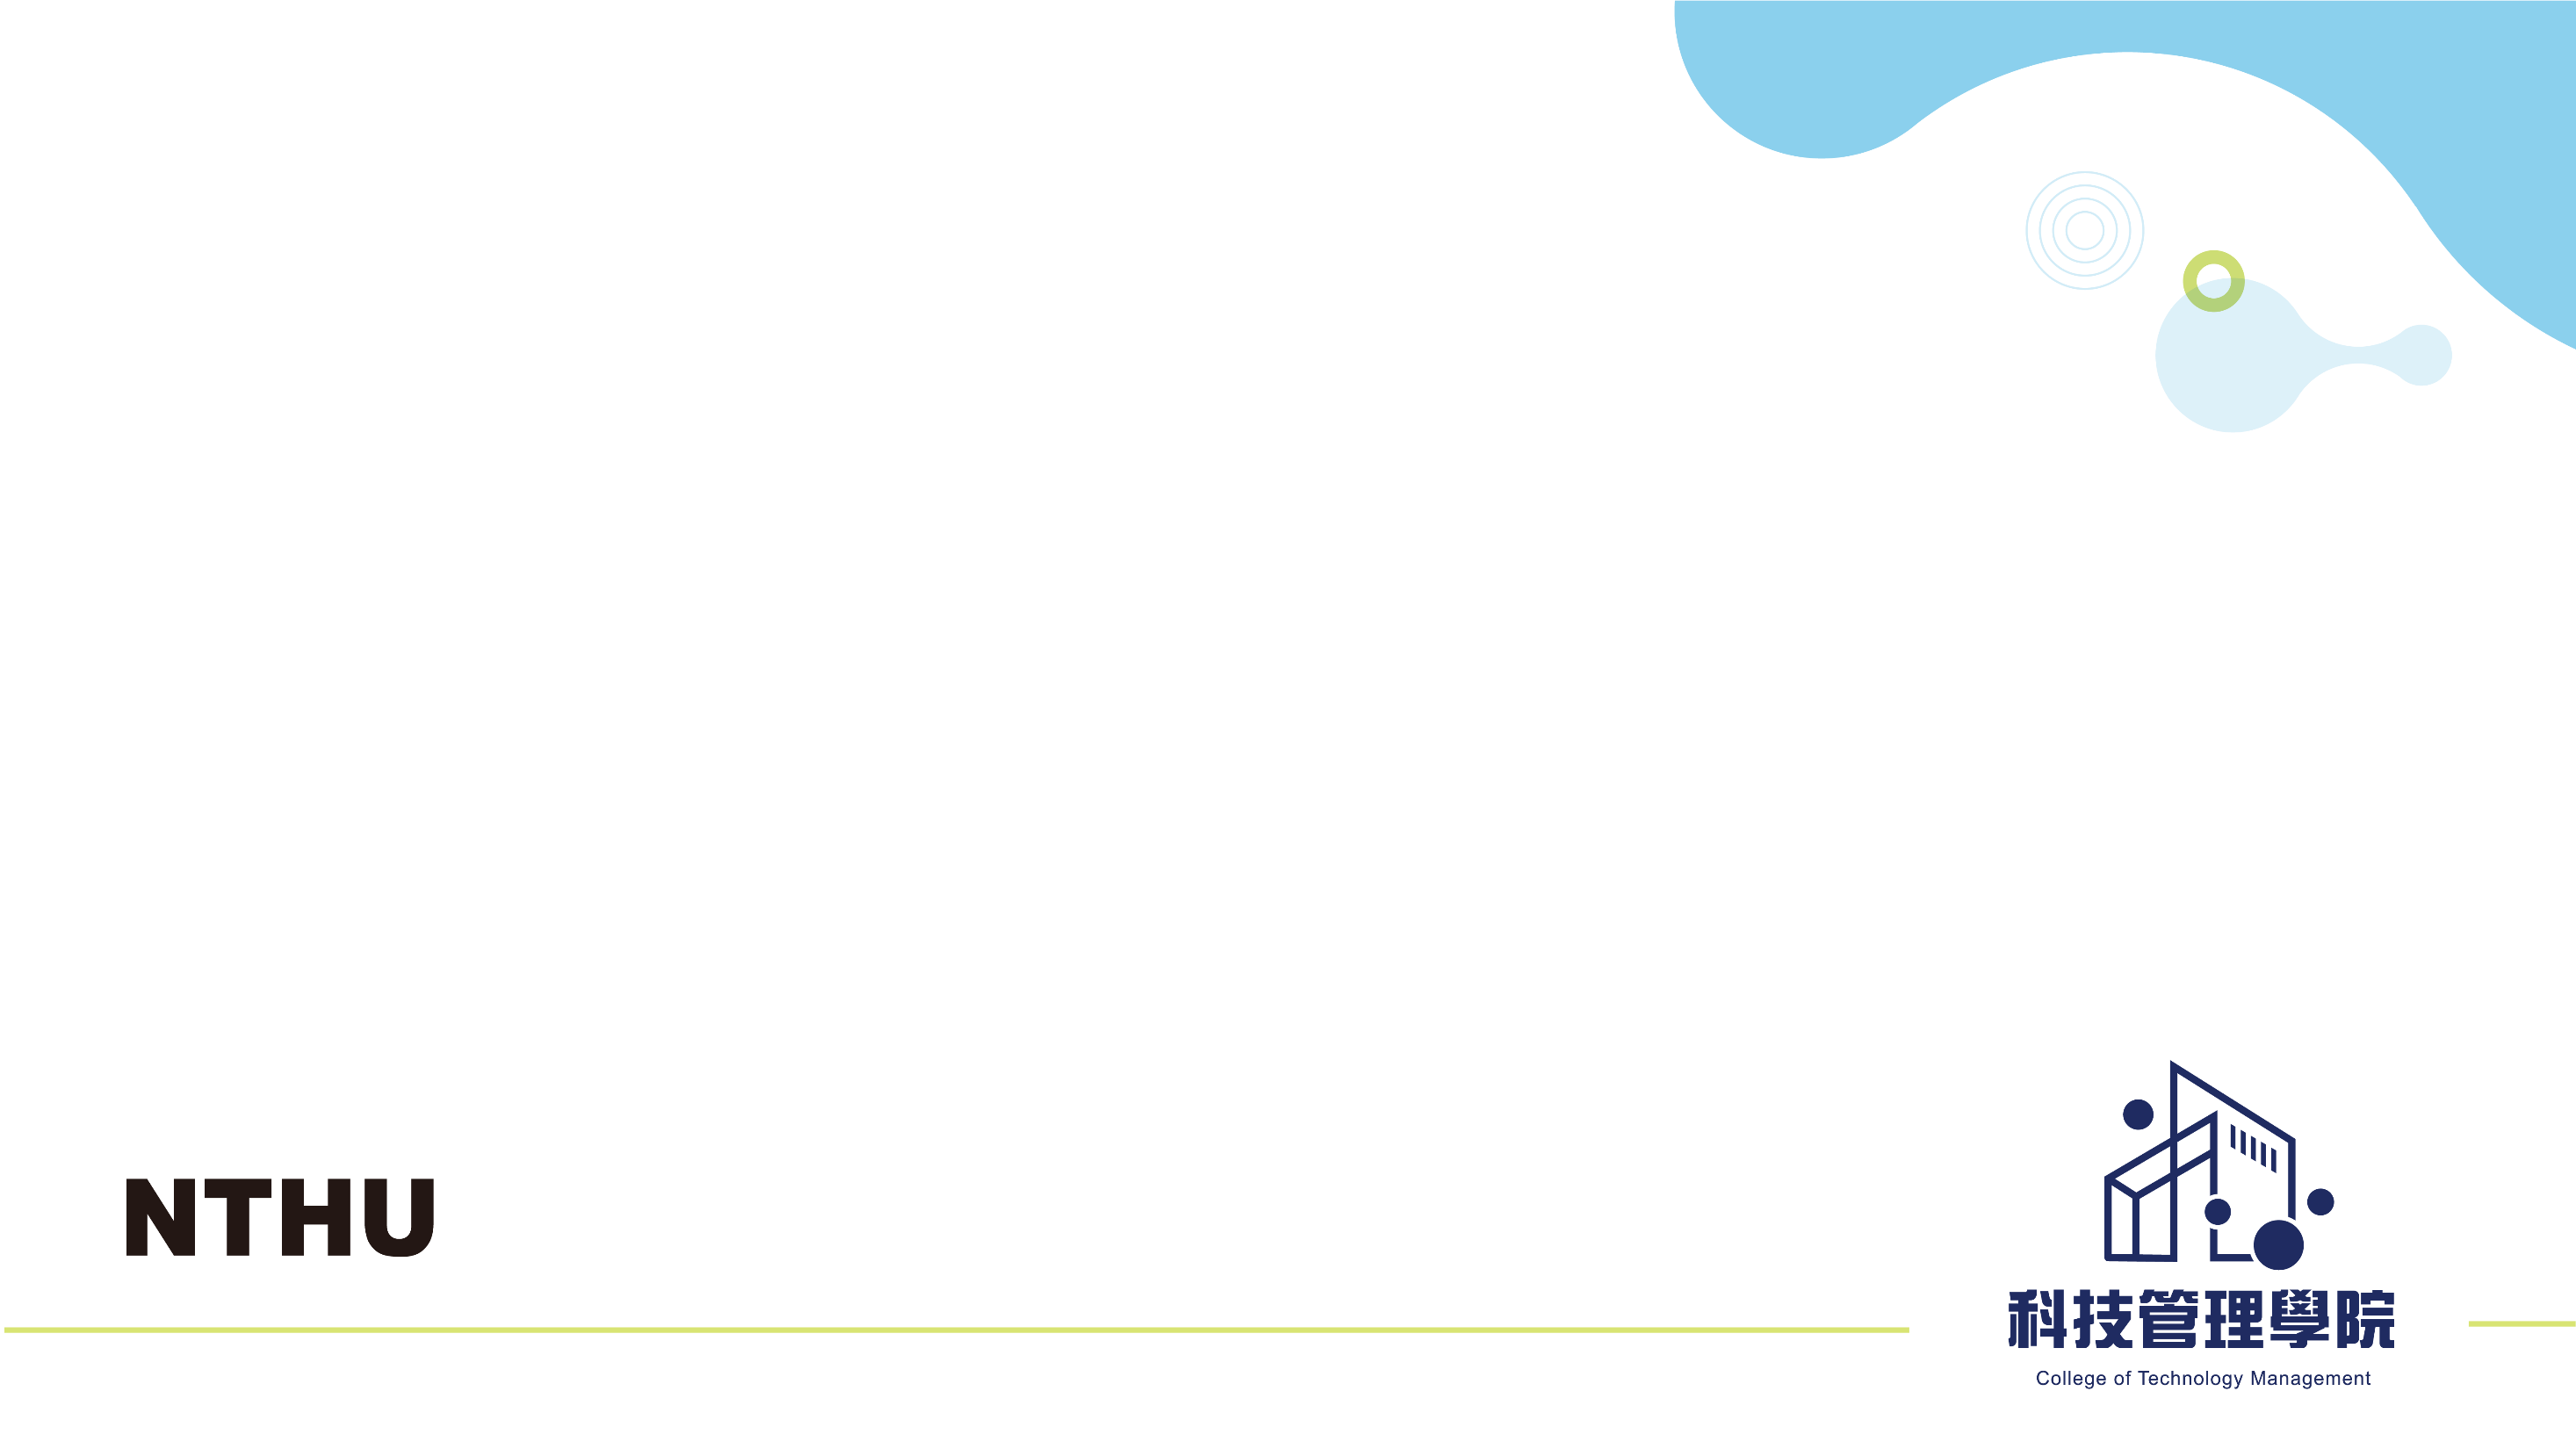 NTHU
科技管理學院
College of Technology Management